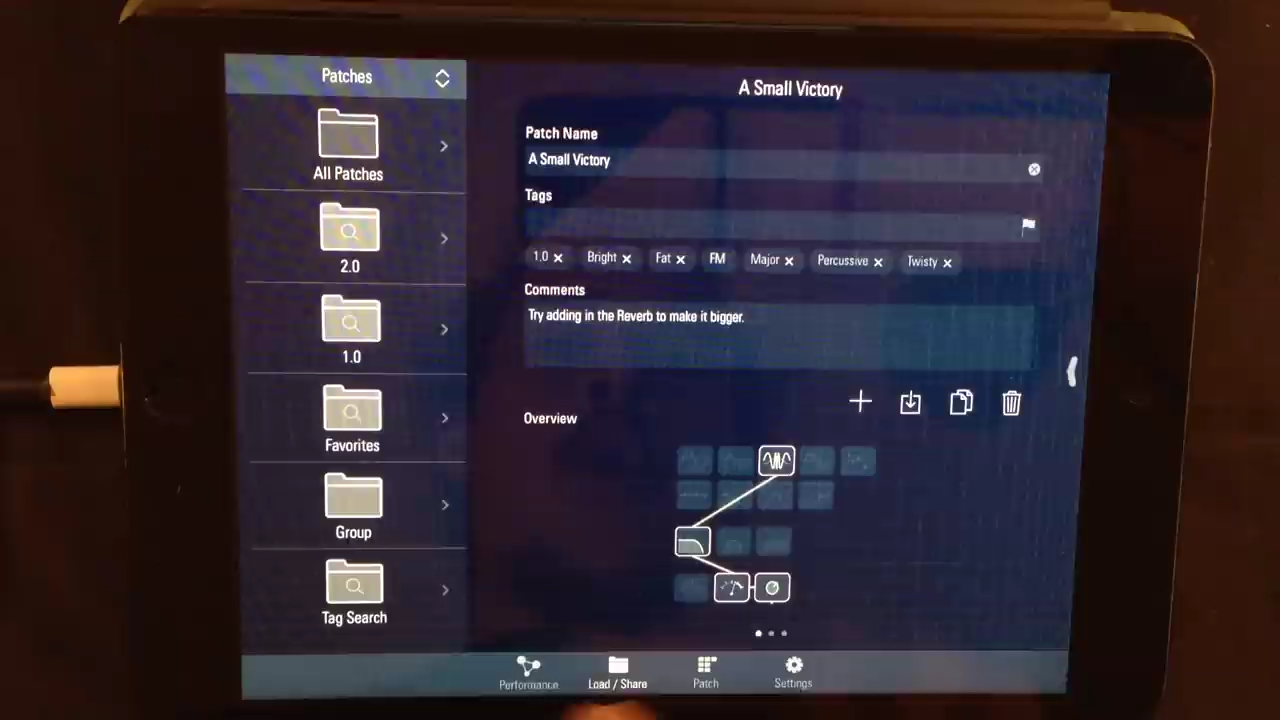 Patches
All Patches
2.0
1.0
Favorites
Group
Tag Search
A Small Victory
Patch Name
A Small Victory
Tags
1.0 Bright Fat FM Major Percussive Twisty
Comments
Try adding in the Reverb to make it bigger.
Overview
Performance Load / Share Patch Settings